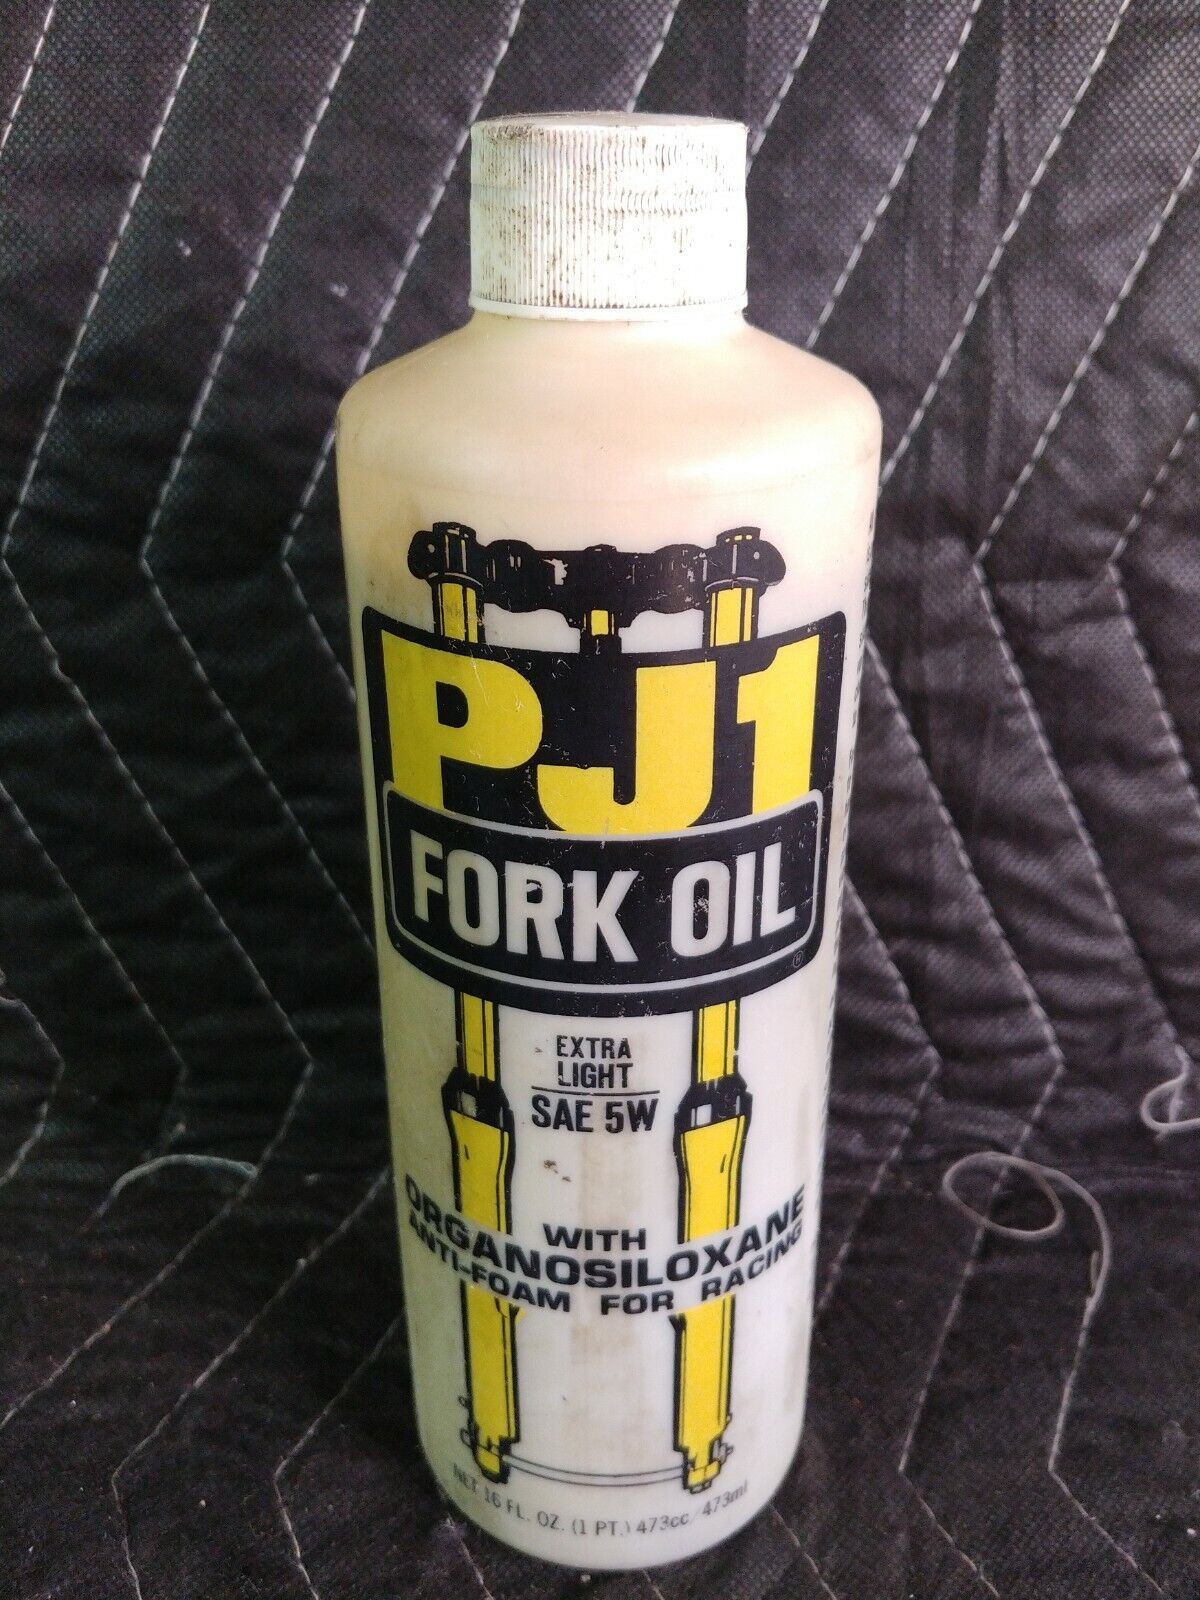 PJ1
FORK OIL
®
EXTRA
LIGHT
SAE 5W
WITH
ORGANOSILOXANE
ANTI-FOAM FOR RACING
NET 16 FL. OZ. (1 PT.) 473cc/473ml